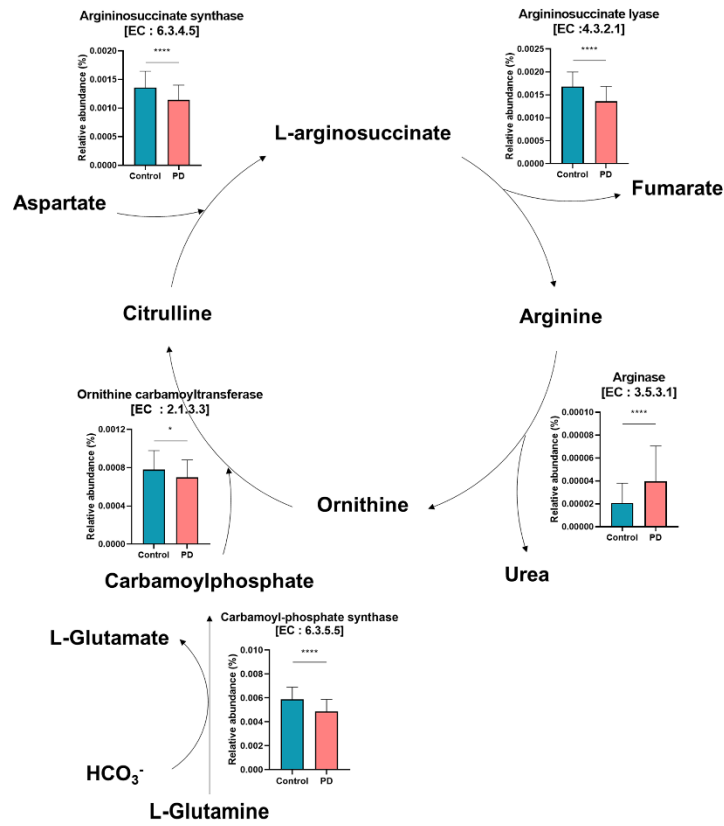 Argininosuccinate synthase
[EC : 6.3.4.5]
Relative abundance (%)
0.0020
0.0015
0.0010
0.0005
0.0000
****
Control
PD
Argininosuccinate lyase
[EC :4.3.2.1]
Relative abundance (%)
0.0025
0.0020
0.0015
0.0010
0.0005
0.0000
****
Control
PD
L-arginosuccinate
Aspartate
Fumarate
Citrulline
Arginine
Arginase
[EC : 3.5.3.1]
Relative abundance (%)
0.00010
0.00008
0.00006
0.00004
0.00002
0.00000
****
Control
PD
Ornithine carbamoyltransferase
[EC : 2.1.3.3]
Relative abundance (%)
0.0012
0.0008
0.0004
0.0000
*
Control
PD
Ornithine
Urea
Carbamoylphosphate
L-Glutamate
Carbamoyl-phosphate synthase
[EC : 6.3.5.5]
Relative abundance (%)
0.010
0.008
0.006
0.004
0.002
0.000
****
Control
PD
HCO₃⁻
L-Glutamine